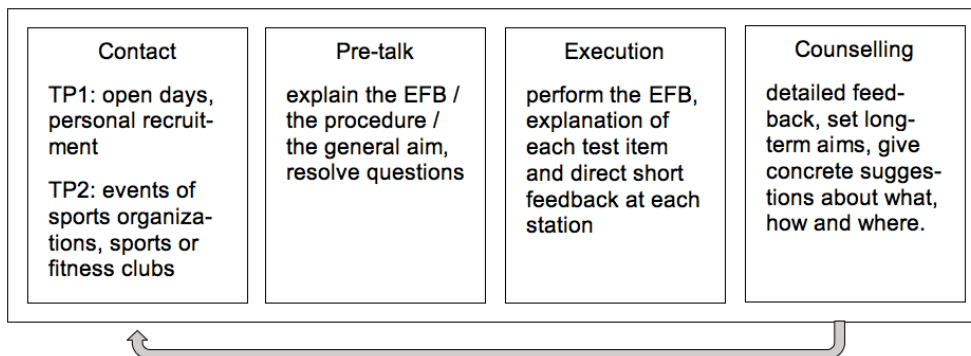 Contact
TP1: open days,
personal recruit-
ment
TP2: events of
sports organiza-
tions, sports or
fitness clubs
Pre-talk
explain the EFB /
the procedure /
the general aim,
resolve questions
Execution
perform the EFB,
explanation of
each test item
and direct short
feedback at each
station
Counselling
detailed feed-
back, set long-
term aims, give
concrete sugges-
tions about what,
how and where.